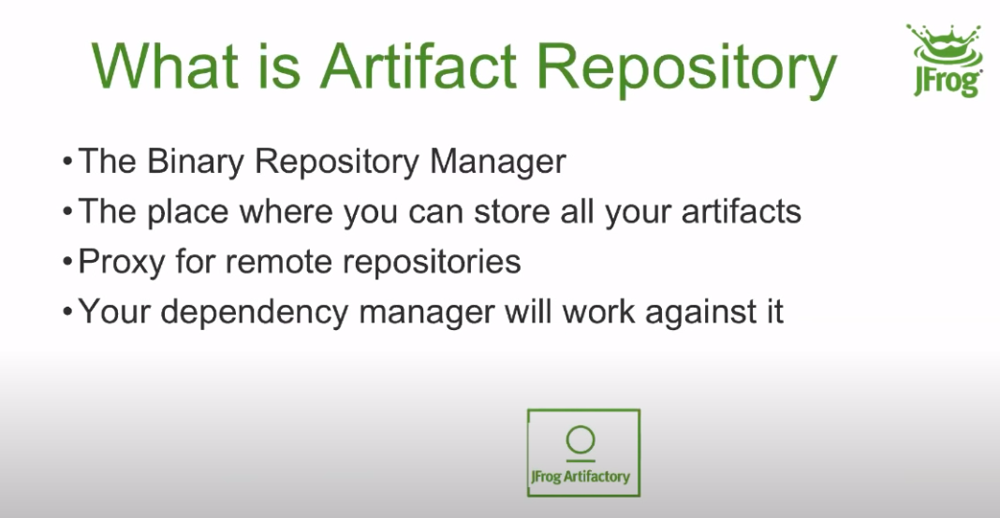 What is Artifact Repository
JFrog
•The Binary Repository Manager
•The place where you can store all your artifacts
•Proxy for remote repositories
•Your dependency manager will work against it
JFrog Artifactory